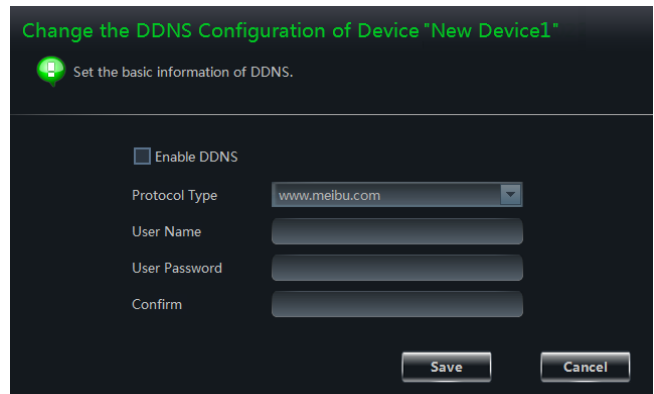 Change the DDNS Configuration of Device "New Device1"
Set the basic information of DDNS.
Enable DDNS
Protocol Type www.meibu.com
User Name
User Password
Confirm
Save Cancel